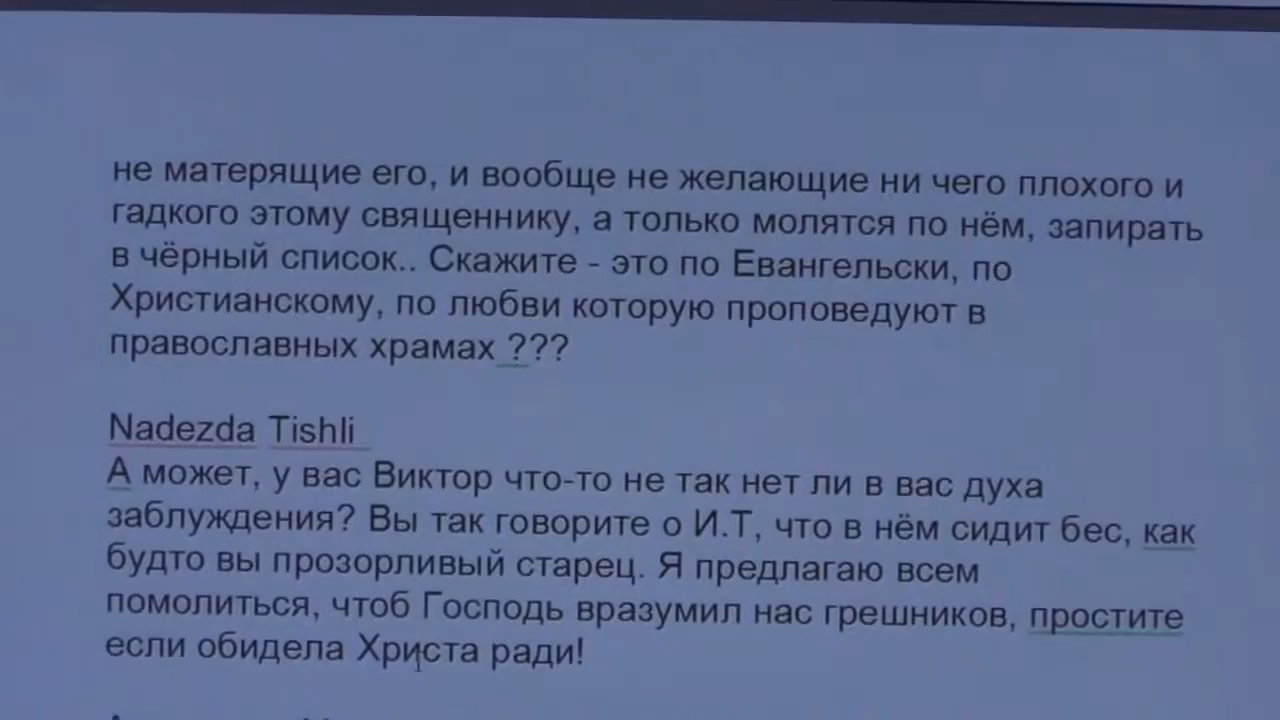 не матерящие его, и вообще не желающие ни чего плохого и
гадкого этому священнику, а только молятся по нём, запирать
в чёрный список.. Скажите - это по Евангельски, по
Христианскому, по любви которую проповедуют в
православных храмах ???
Nadezda Tishli
А может, у вас Виктор что-то не так нет ли в вас духа
заблуждения? Вы так говорите о И.Т, что в нём сидит бес, как
будто вы прозорливый старец. Я предлагаю всем
помолиться, чтоб Господь вразумил нас грешников, простите
если обидела Христа ради!